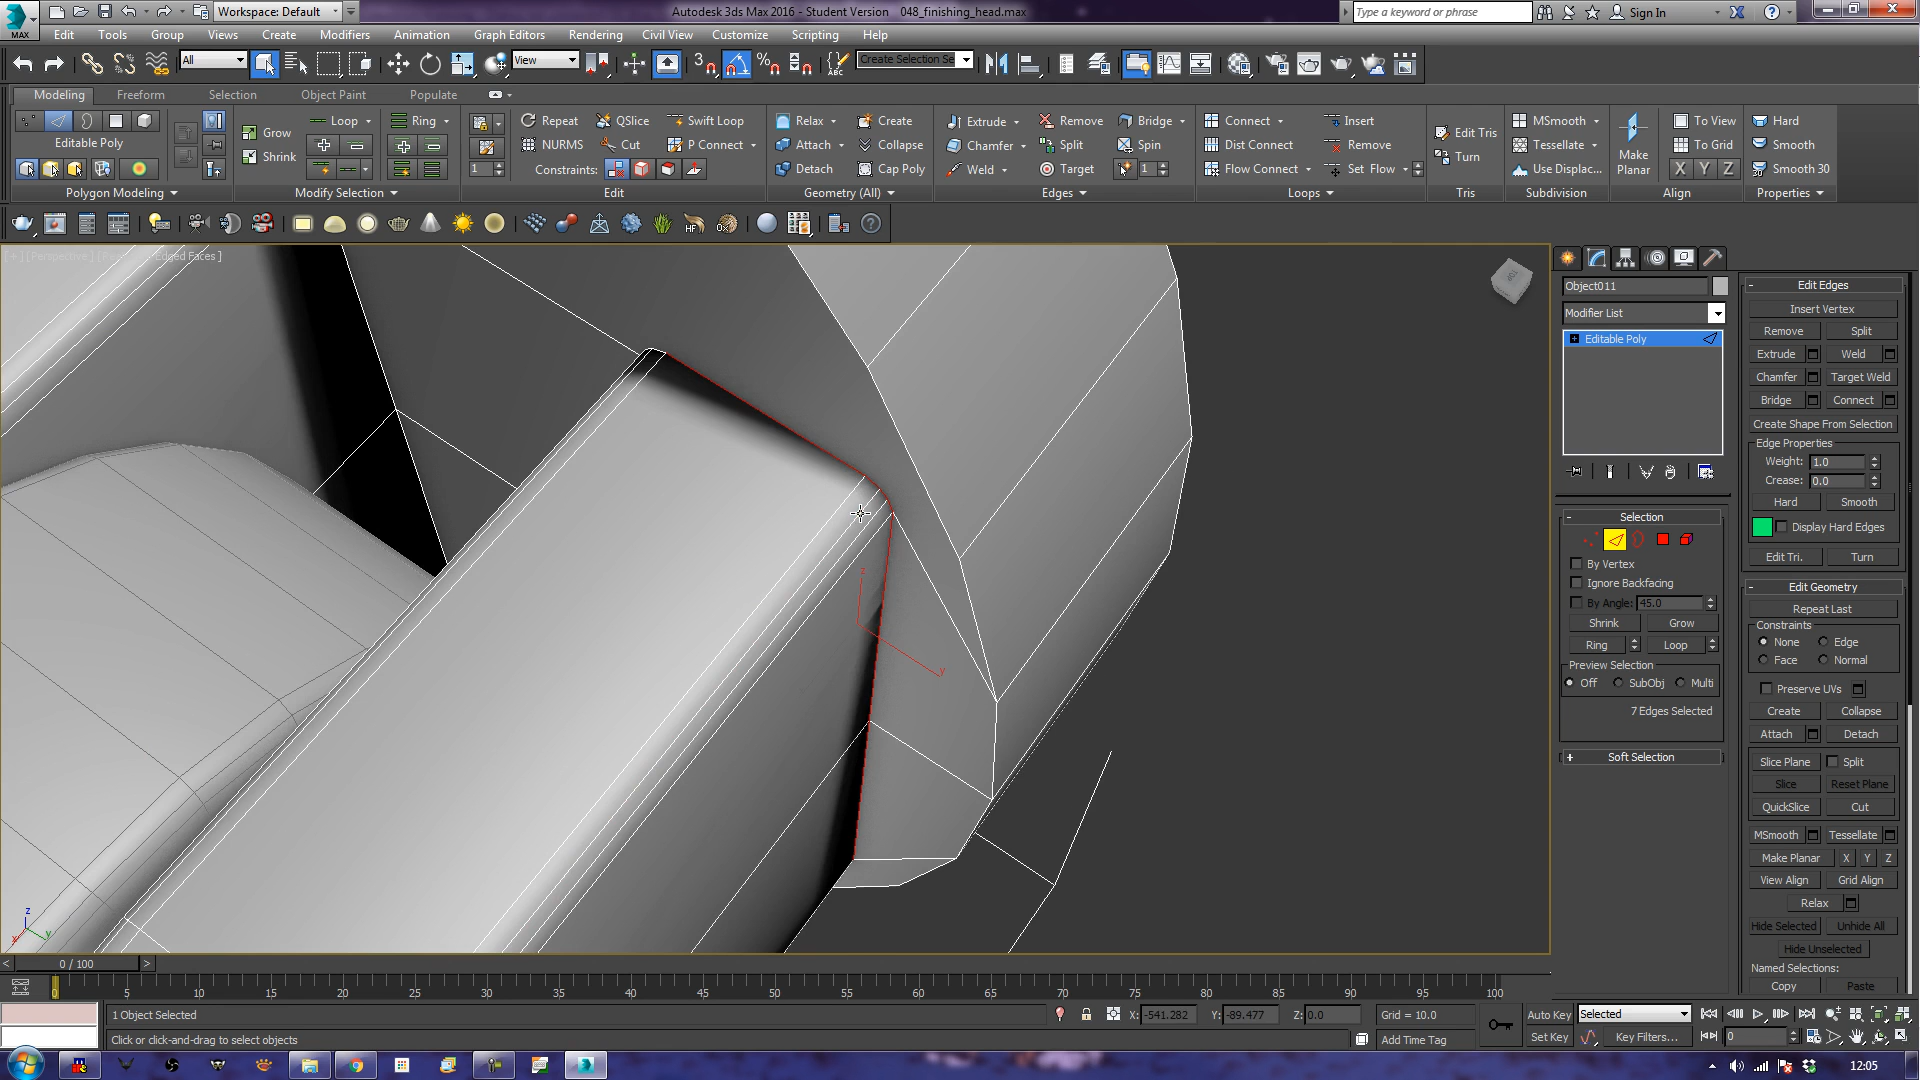 Workspace: Default
Autodesk 3ds Max 2016 - Student Version 048_finishing_head.max
Type a keyword or phrase
Sign In
MAX
Edit Tools Group Views Create Modifiers Animation Graph Editors Rendering Civil View Customize Scripting Help
All
View
Create Selection Se
Modeling Freeform Selection Object Paint Populate
Loop Ring Repeat QSlice Swift Loop Relax Create Extrude Remove Bridge Connect Insert MSmooth To View Hard
Editable Poly Grow NURMS Cut P Connect Attach Collapse Chamfer Split Spin Dist Connect Remove Edit Tris Tessellate To Grid Smooth
Shrink 1 Constraints: Detach Cap Poly Weld Target 1 Flow Connect Set Flow Turn Use Displac... Make Planar X Y Z Smooth 30
Polygon Modeling Modify Selection Edit Geometry (All) Edges Loops Tris Subdivision Align Properties
Edged Faces ]
Object011
Modifier List
Editable Poly
Selection
By Vertex
Ignore Backfacing
By Angle: 45.0
Shrink Grow
Ring Loop
Preview Selection
Off SubObj Multi
7 Edges Selected
Soft Selection
Edit Edges
Insert Vertex
Remove Split
Extrude Weld
Chamfer Target Weld
Bridge Connect
Create Shape From Selection
Edge Properties
Weight: 1.0
Crease: 0.0
Hard Smooth
Display Hard Edges
Edit Tri. Turn
Edit Geometry
Repeat Last
Constraints
None Edge
Face Normal
Preserve UVs
Create Collapse
Attach Detach
Slice Plane Split
Slice Reset Plane
QuickSlice Cut
MSmooth Tessellate
Make Planar X Y Z
View Align Grid Align
Relax
Hide Selected Unhide All
Hide Unselected
Named Selections:
Copy Paste
z
y
z
x
y
0 / 100
0 5 10 15 20 25 30 35 40 45 50 55 60 65 70 75 80 85 90 95 100
1 Object Selected
X: -541.282 Y: -89.477 Z: 0.0 Grid = 10.0
Auto Key Selected
Click or click-and-drag to select objects
Add Time Tag
Set Key Key Filters... 0
12:05